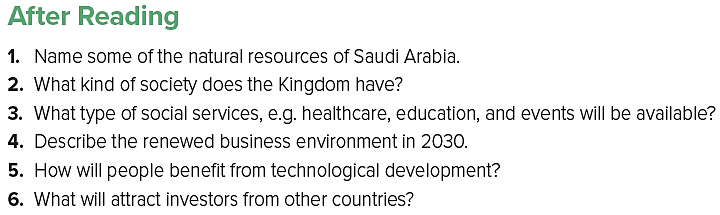 After Reading
1. Name some of the natural resources of Saudi Arabia.
2. What kind of society does the Kingdom have?
3. What type of social services, e.g. healthcare, education, and events will be available?
4. Describe the renewed business environment in 2030.
5. How will people benefit from technological development?
6. What will attract investors from other countries?